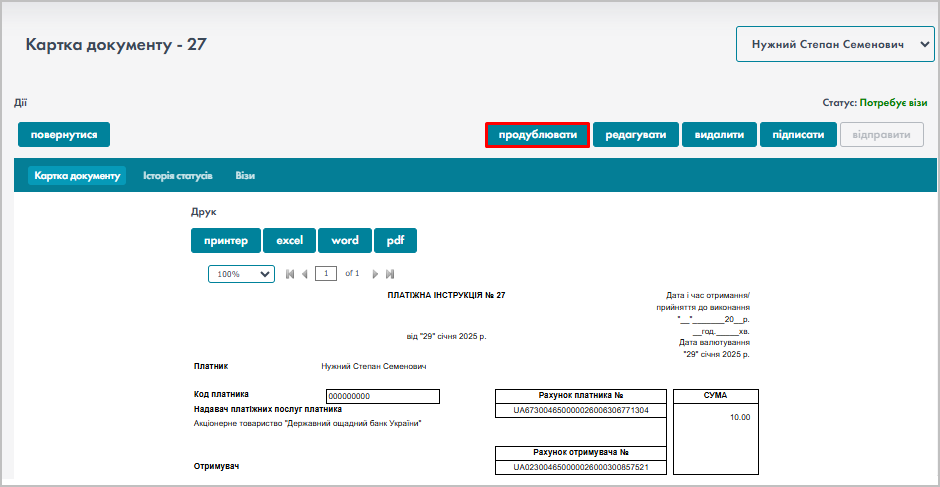 Картка документу - 27
Нужний Степан Семенович
Дії
Статус: Потребує візи
повернутися
продублювати
редагувати
видалити
підписати
відправити
Картка документу
Історія статусів
Візи
Друк
принтер
excel
word
pdf
100%
1
of 1
ПЛАТІЖНА ІНСТРУКЦІЯ № 27
Дата і час отримання/
прийняття до виконання
"__"_______20__р.
__год._____хв.
від "29" січня 2025 р.
Дата валютування
"29" січня 2025 р.
Платник
Нужний Степан Семенович
Код платника
000000000
Рахунок платника №
СУМА
Надавач платіжних послуг платника
UA673004650000026006306771304
10.00
Акціонерне товариство "Державний ощадний банк України"
Рахунок отримувача №
Отримувач
UA023004650000026000300857521